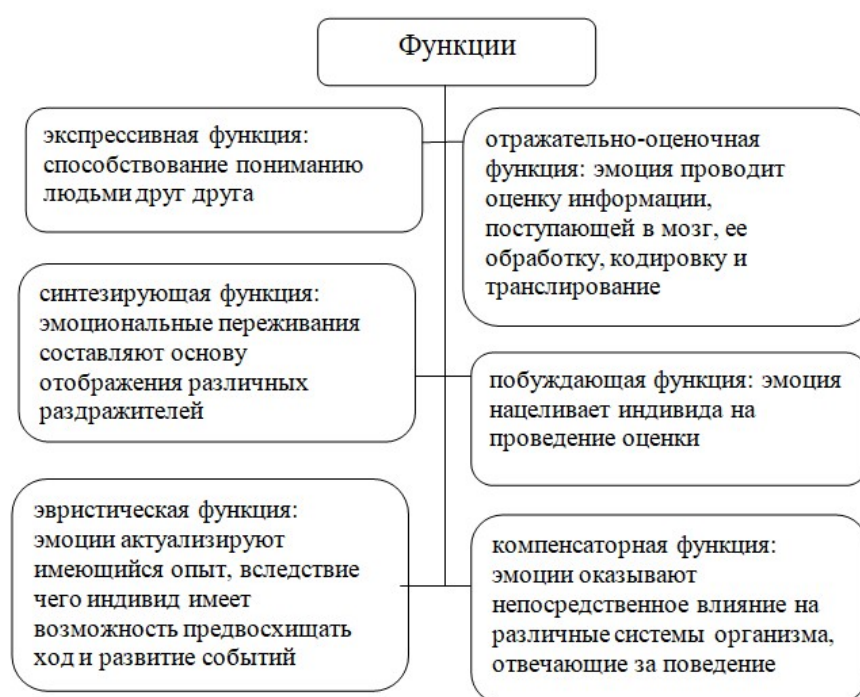 Функции
экспрессивная функция:
способствование пониманию
людьми друг друга
отражательно-оценочная
функция: эмоция проводит
оценку информации,
поступающей в мозг, ее
обработку, кодировку и
транслирование
синтезирующая функция:
эмоциональные переживания
составляют основу
отображения различных
раздражителей
побуждающая функция: эмоция
нацеливает индивида на
проведение оценки
эвристическая функция:
эмоции актуализируют
имеющийся опыт, вследствие
чего индивид имеет
возможность предвосхищать
ход и развитие событий
компенсаторная функция:
эмоции оказывают
непосредственное влияние на
различные системы организма,
отвечающие за поведение